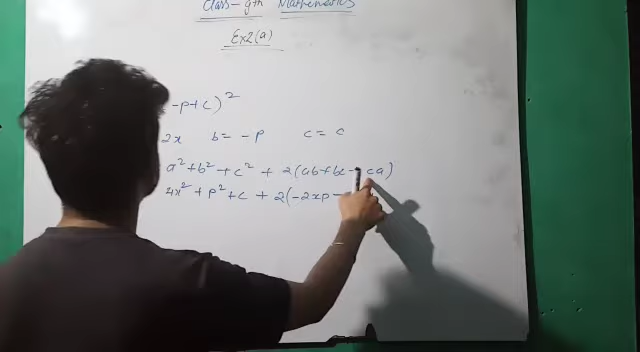 Class-9th Mathematics
Ex2(a)
-p+c)²
2x b=-p c=c
a²+b²+c²+2(ab+bc+ca)
4x²+p²+c+2(-2xp-